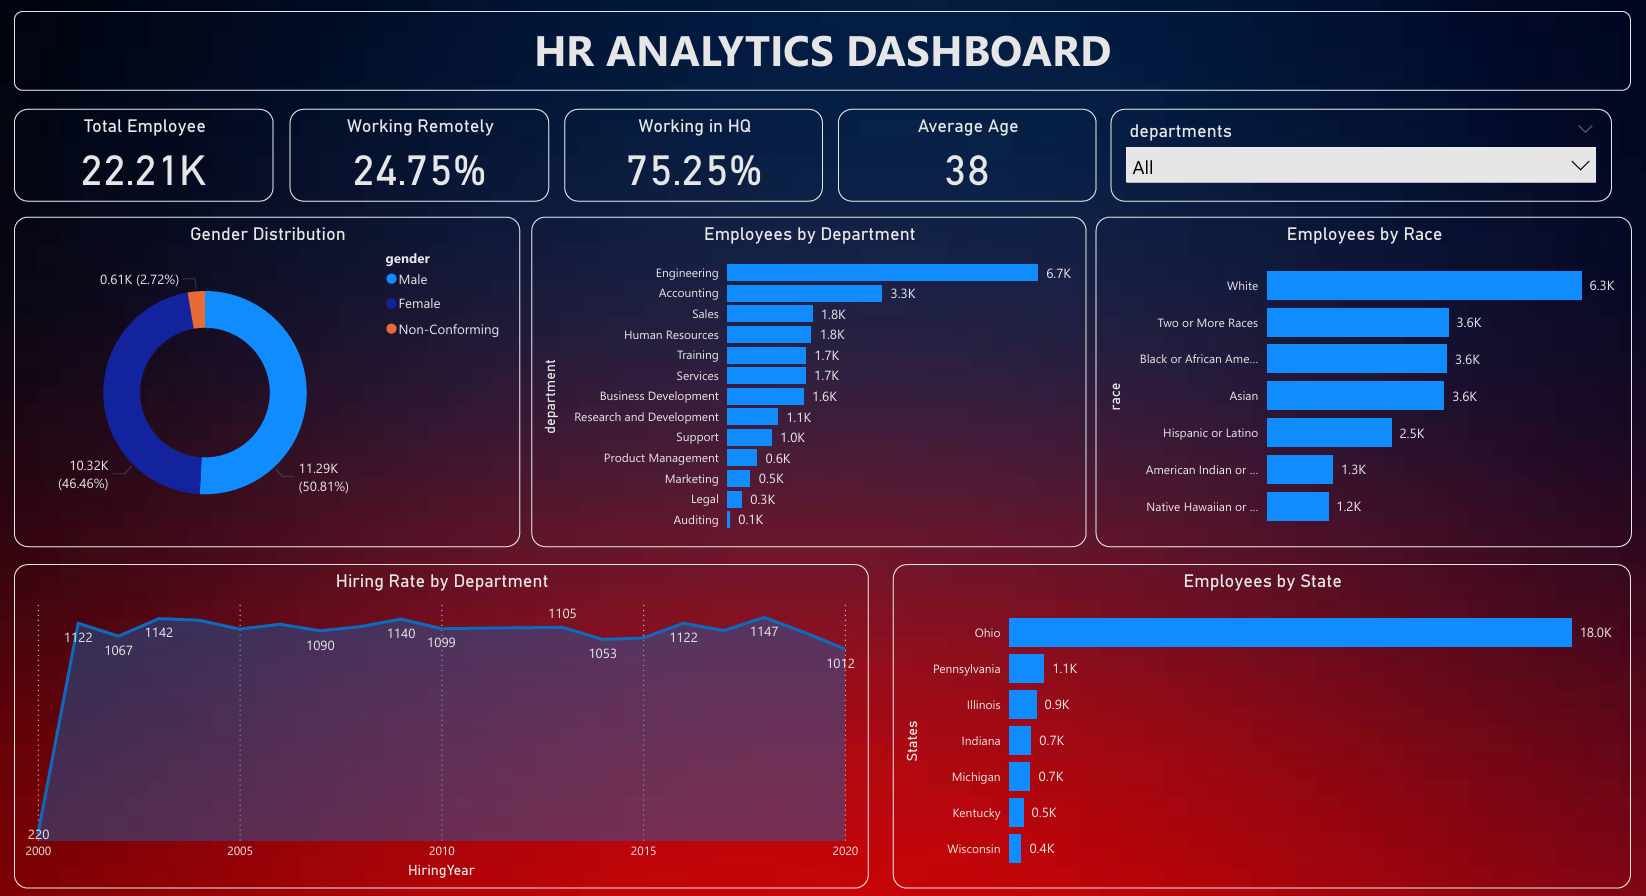 HR ANALYTICS DASHBOARD
Total Employee
22.21K
Working Remotely
24.75%
Working in HQ
75.25%
Average Age
38
departments
All
Gender Distribution
gender
Male
Female
Non-Conforming
0.61K (2.72%)
10.32K
(46.46%)
11.29K
(50.81%)
Employees by Department
department
Engineering 6.7K
Accounting 3.3K
Sales 1.8K
Human Resources 1.8K
Training 1.7K
Services 1.7K
Business Development 1.6K
Research and Development 1.1K
Support 1.0K
Product Management 0.6K
Marketing 0.5K
Legal 0.3K
Auditing 0.1K
Employees by Race
race
White 6.3K
Two or More Races 3.6K
Black or African Ame... 3.6K
Asian 3.6K
Hispanic or Latino 2.5K
American Indian or ... 1.3K
Native Hawaiian or ... 1.2K
Hiring Rate by Department
220
1122
1067
1142
1090
1140
1099
1105
1053
1122
1147
1012
2000 2005 2010 2015 2020
HiringYear
Employees by State
States
Ohio 18.0K
Pennsylvania 1.1K
Illinois 0.9K
Indiana 0.7K
Michigan 0.7K
Kentucky 0.5K
Wisconsin 0.4K